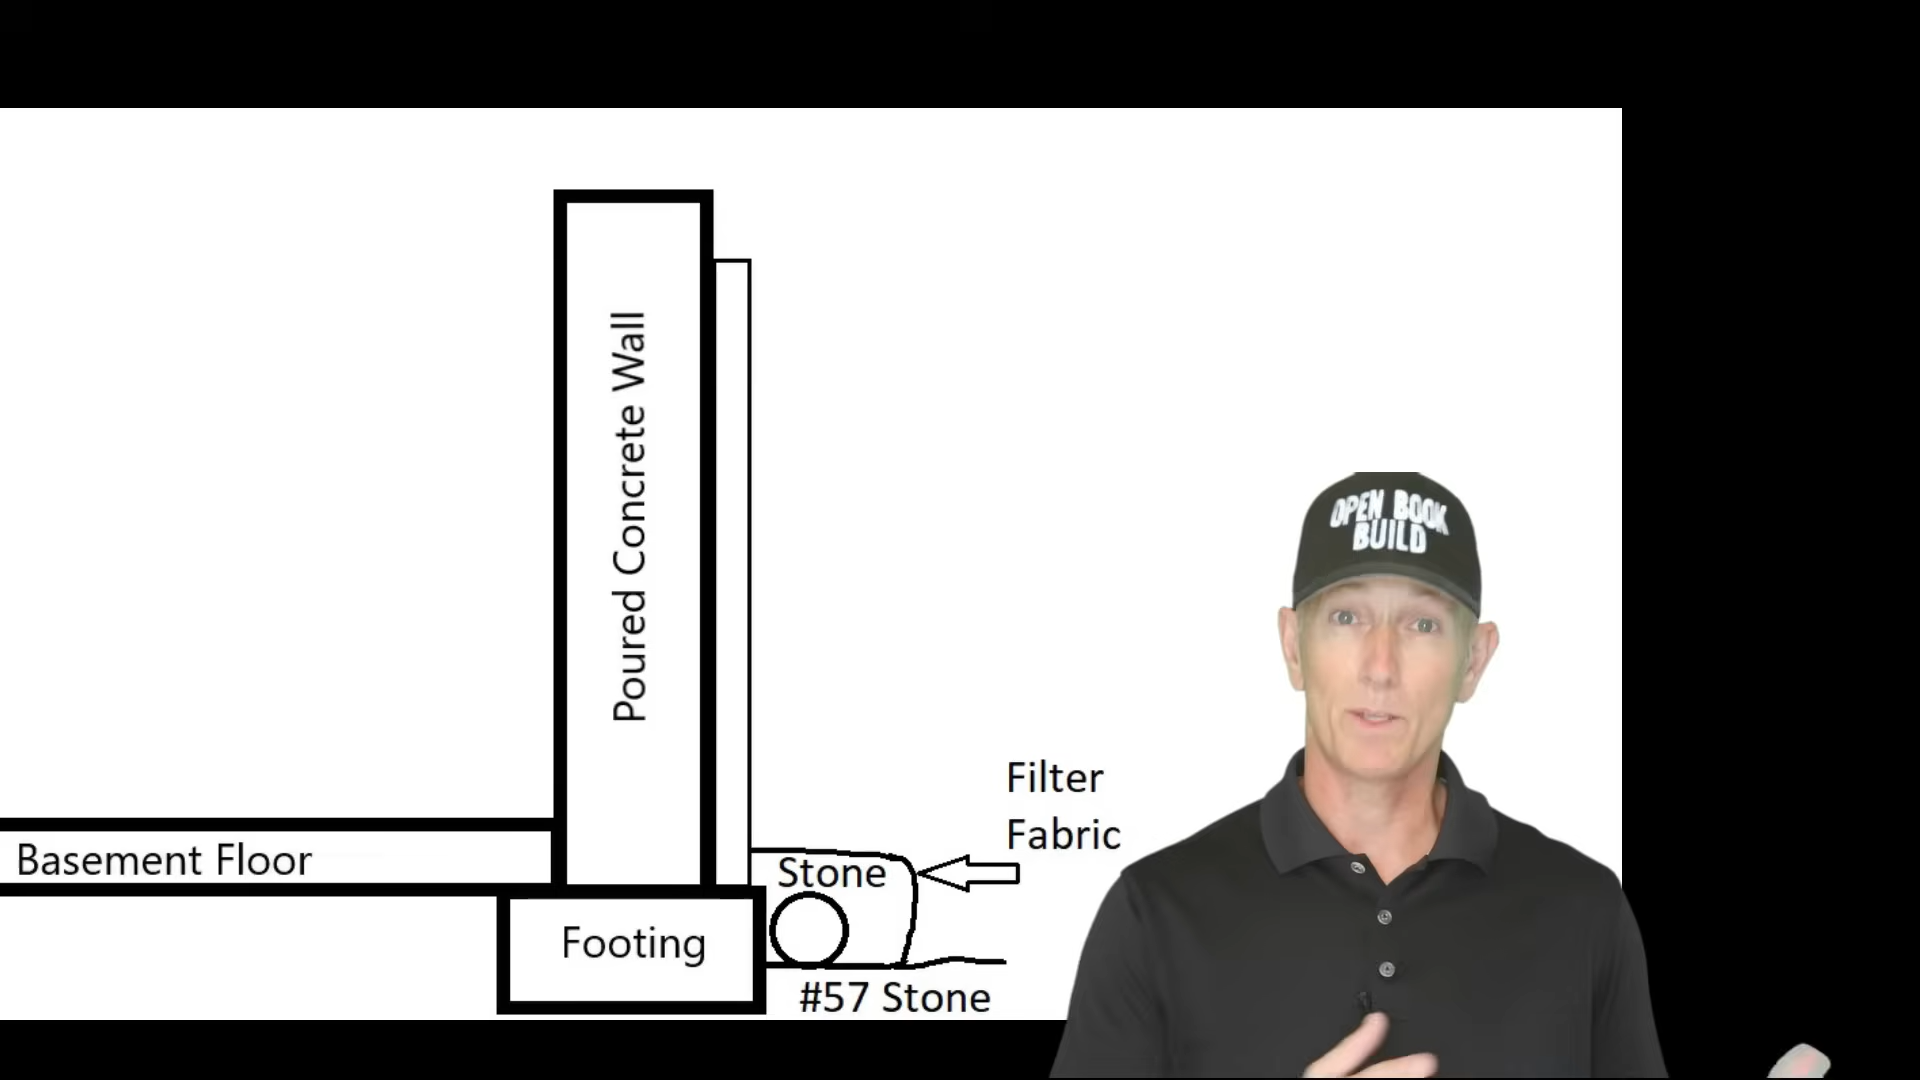 Poured Concrete Wall
OPEN BOOK
BUILD
Filter
Fabric
Basement Floor
Stone
Footing
#57 Stone